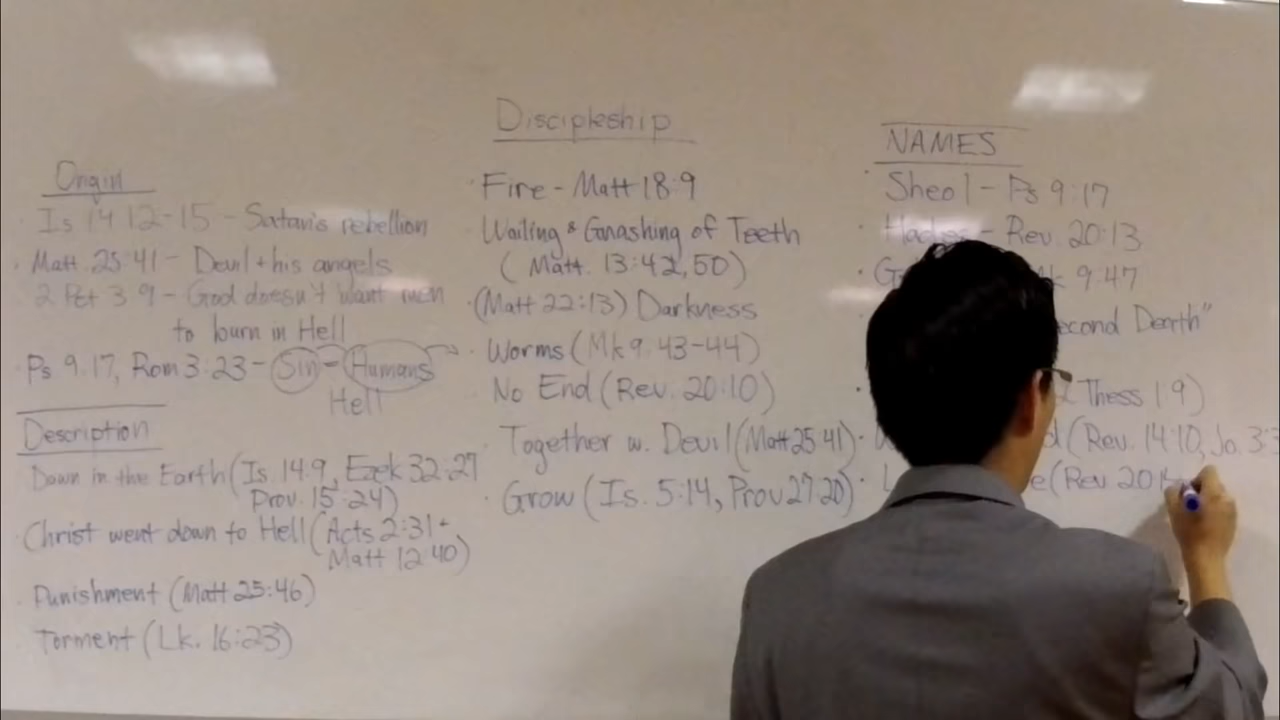 Discipleship
Origin
Is 14 12-15 - Satan's rebellion
Matt. 25:41 - Devil + his angels
2 Pet 3 9 - God doesn't want men
to burn in Hell
Ps 9.17, Rom 3:23 - Sin - Humans
Hell
Description
Down in the Earth (Is 14:9, Ezek 32:27
Prov. 15:24)
Christ went down to Hell (Acts 2:31 +
Matt 12:40)
Punishment (Matt 25:46)
Torment (Lk. 16:23)
Fire - Matt 18:9
Wailing & Gnashing of Teeth
(Matt. 13:42,50)
(Matt 22:13) Darkness
Worms (Mk 9. 43-44)
No End (Rev. 20:10)
Together w. Devil (Matt 25:41)
Grow (Is. 5:14, Prov 27:20)
NAMES
Sheol - Ps 9:17
Hades - Rev. 20:13
9:47
Death"
Thess 1 9)
(Rev. 14:10, Jo. 3:3
(Rev 20